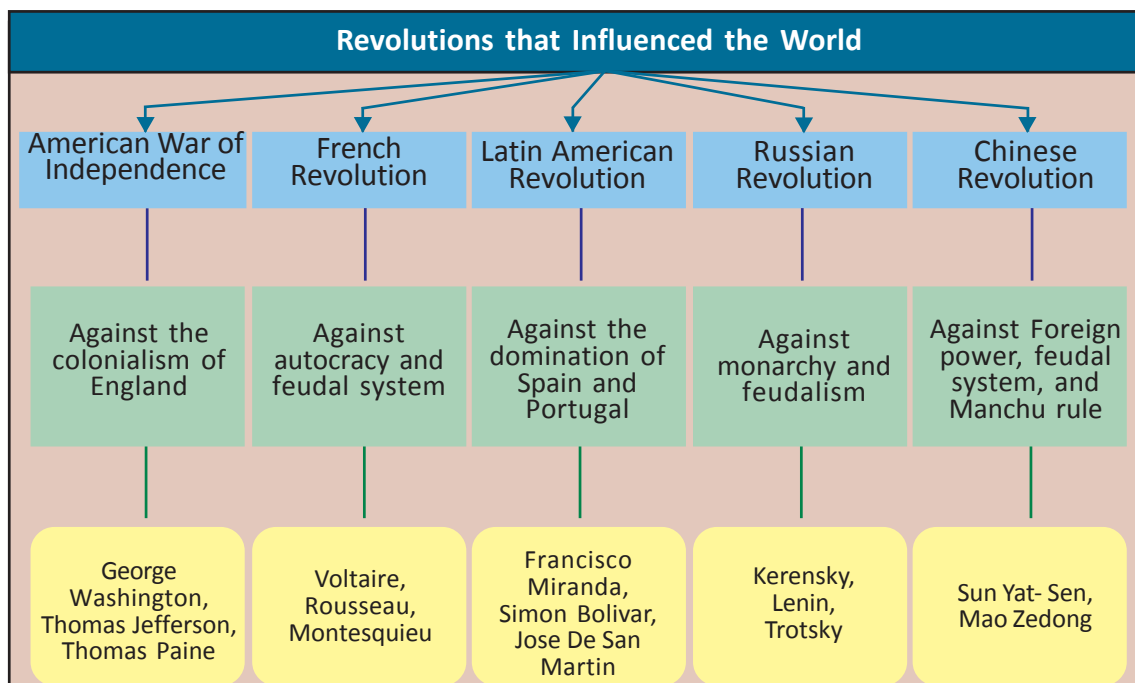 Revolutions that Influenced the World
American War of
Independence
French
Revolution
Latin American
Revolution
Russian
Revolution
Chinese
Revolution
Against the
colonialism of
England
Against
autocracy and
feudal system
Against the
domination of
Spain and
Portugal
Against
monarchy and
feudalism
Against Foreign
power, feudal
system, and
Manchu rule
George
Washington,
Thomas Jefferson,
Thomas Paine
Voltaire,
Rousseau,
Montesquieu
Francisco
Miranda,
Simon Bolivar,
Jose De San
Martin
Kerensky,
Lenin,
Trotsky
Sun Yat- Sen,
Mao Zedong